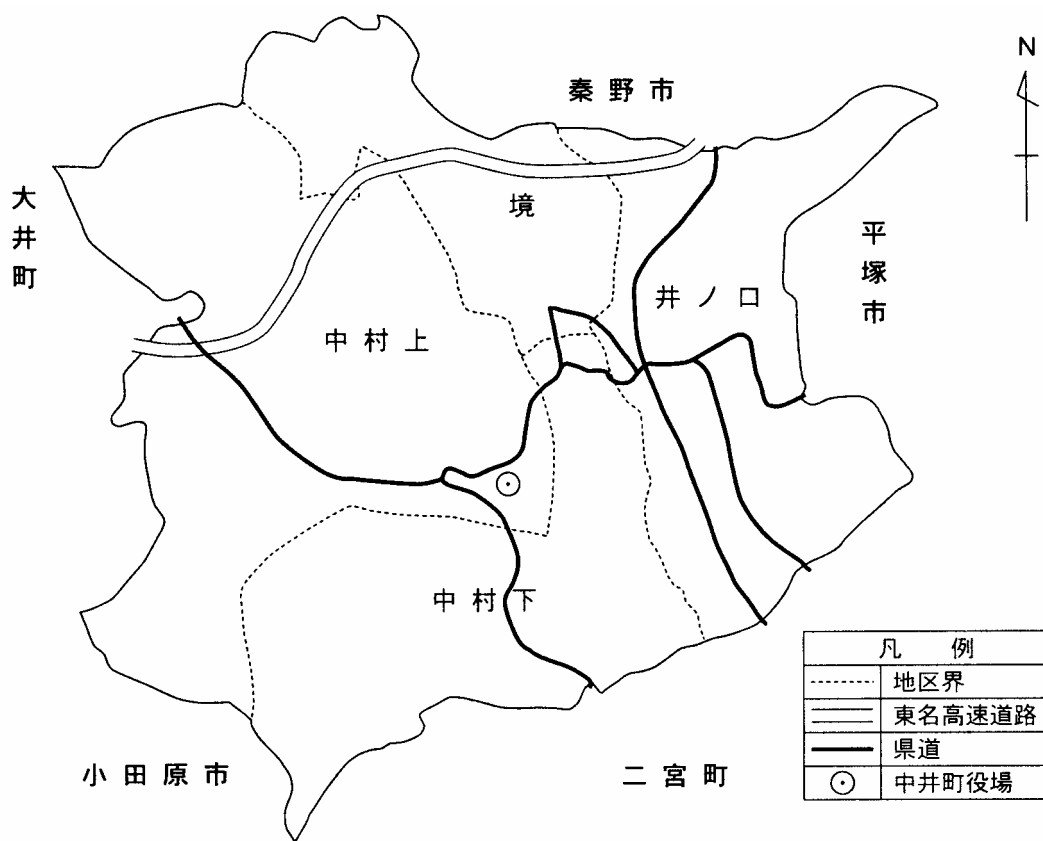 N
秦野市
大井町
境
平塚市
井ノ口
中村上
中村下
小田原市
二宮町
凡例
地区界
東名高速道路
県道
中井町役場